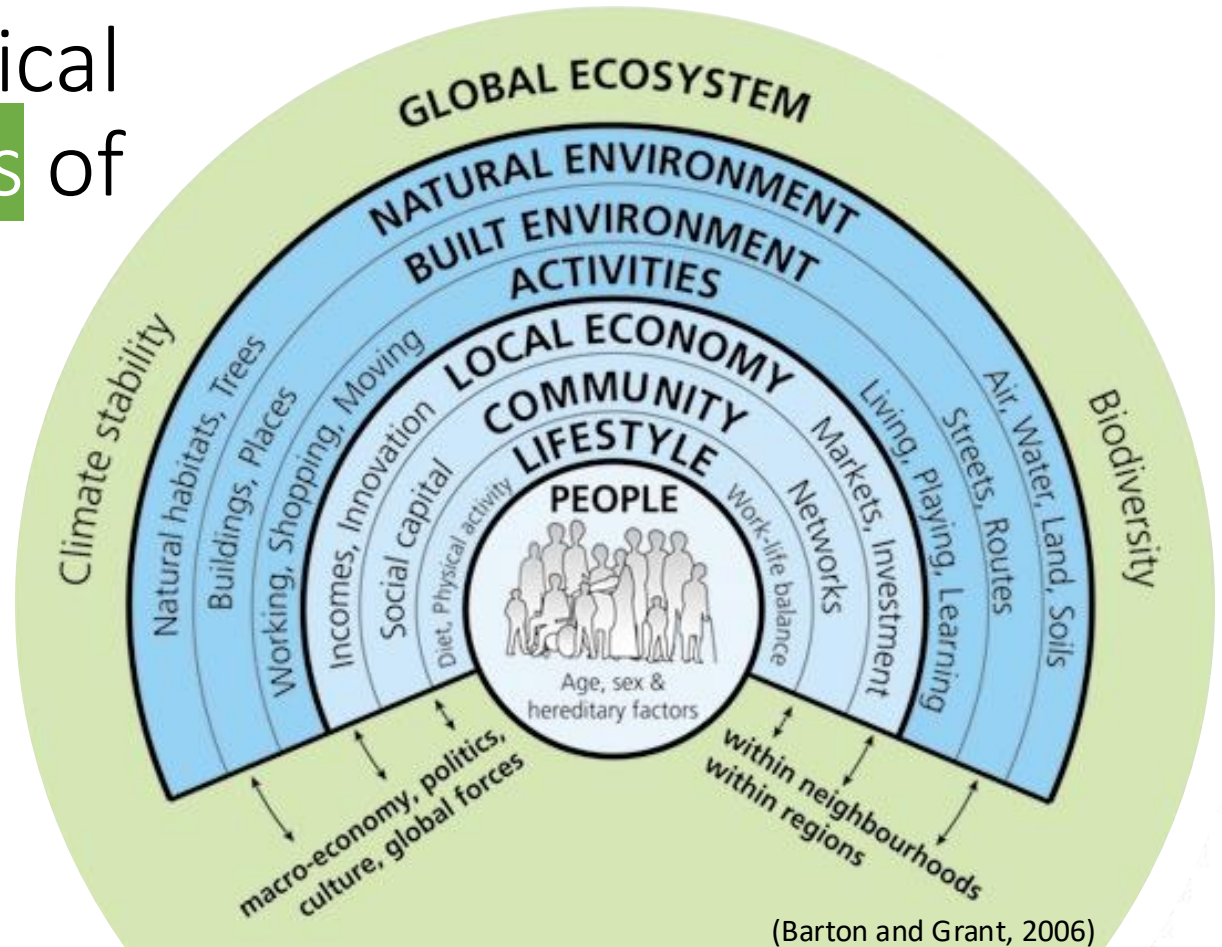 ical
s of
GLOBAL ECOSYSTEM
NATURAL ENVIRONMENT
BUILT ENVIRONMENT
ACTIVITIES
LOCAL ECONOMY
COMMUNITY
LIFESTYLE
PEOPLE
Age, sex &
hereditary factors
Climate stability
Natural habitats, Trees
Buildings, Places
Working, Shopping, Moving
Incomes, Innovation
Social capital
Diet, Physical activity
Work-life balance
Networks
Markets, Investment
Living, Playing, Learning
Streets, Routes
Air, Water, Land, Soils
Biodiversity
macro-economy, politics,
culture, global forces
within neighbourhoods
within regions
(Barton and Grant, 2006)